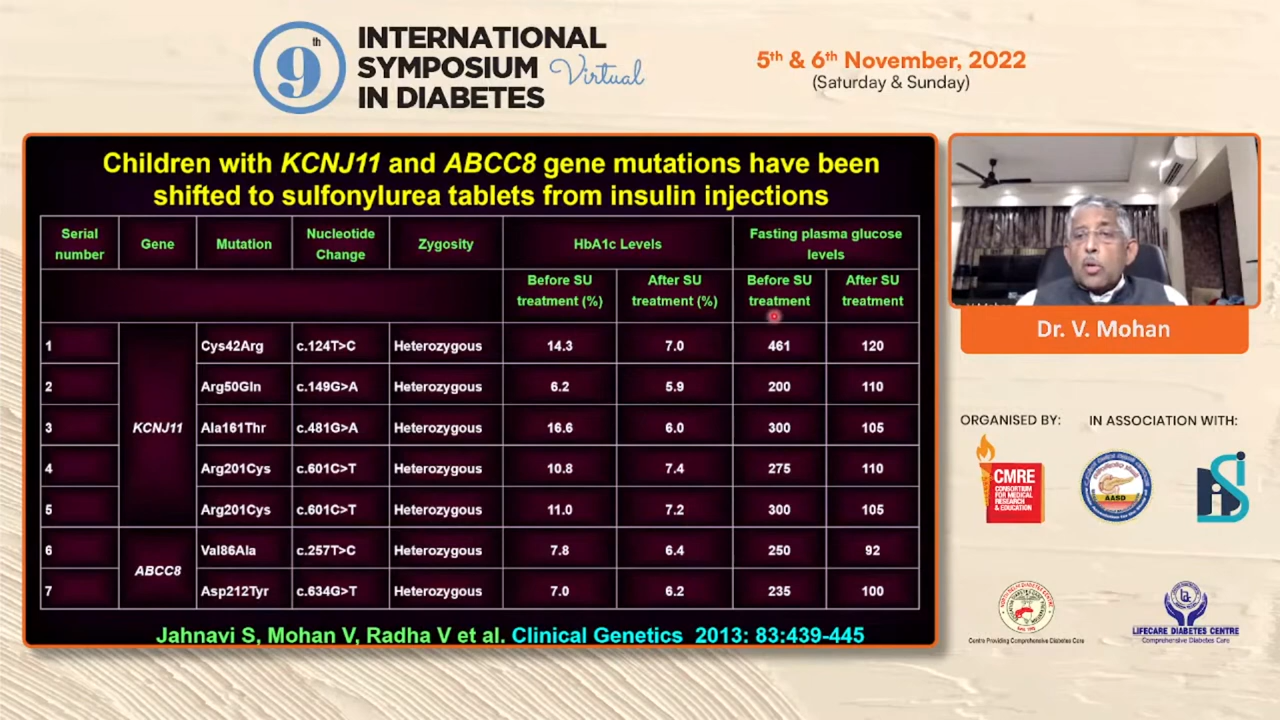 9th
INTERNATIONAL
SYMPOSIUM Virtual
IN DIABETES
5th & 6th November, 2022
(Saturday & Sunday)
Children with KCNJ11 and ABCC8 gene mutations have been
shifted to sulfonylurea tablets from insulin injections
Serial number | Gene | Mutation | Nucleotide Change | Zygosity | HbA1c Levels | Fasting plasma glucose levels
Before SU treatment (%) | After SU treatment (%) | Before SU treatment | After SU treatment
1 | KCNJ11 | Cys42Arg | c.124T>C | Heterozygous | 14.3 | 7.0 | 461 | 120
2 | Arg50Gln | c.149G>A | Heterozygous | 6.2 | 5.9 | 200 | 110
3 | Ala161Thr | c.481G>A | Heterozygous | 16.6 | 6.0 | 300 | 105
4 | Arg201Cys | c.601C>T | Heterozygous | 10.8 | 7.4 | 275 | 110
5 | Arg201Cys | c.601C>T | Heterozygous | 11.0 | 7.2 | 300 | 105
6 | ABCC8 | Val86Ala | c.257T>C | Heterozygous | 7.8 | 6.4 | 250 | 92
7 | Asp212Tyr | c.634G>T | Heterozygous | 7.0 | 6.2 | 235 | 100
Jahnavi S, Mohan V, Radha V et al. Clinical Genetics 2013: 83:439-445
Dr. V. Mohan
ORGANISED BY:
IN ASSOCIATION WITH:
CMRE
CONSORTIUM
FOR MEDICAL
RESEARCH
& EDUCATION
AASD
Centre Providing Comprehensive Diabetes Care
LIFECARE DIABETES CENTRE
Comprehensive Diabetes Care